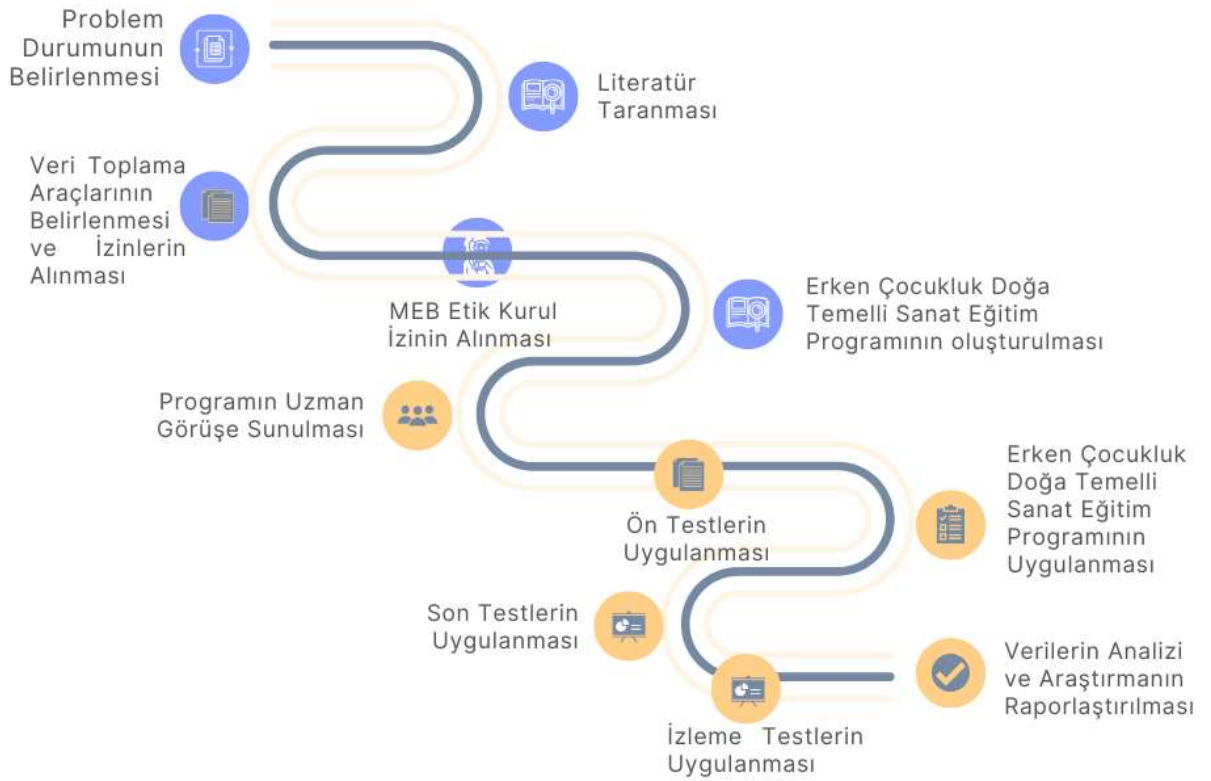 Problem
Durumunun
Belirlenmesi
Literatür
Taranması
Veri Toplama
Araçlarının
Belirlenmesi
ve İzinlerin
Alınması
MEB Etik Kurul
İzinin Alınması
Erken Çocukluk Doğa
Temelli Sanat Eğitim
Programının oluşturulması
Programın Uzman
Görüşe Sunulması
Ön Testlerin
Uygulanması
Erken Çocukluk
Doğa Temelli
Sanat Eğitim
Programının
Uygulanması
Son Testlerin
Uygulanması
İzleme Testlerin
Uygulanması
Verilerin Analizi
ve Araştırmanın
Raporlaştırılması